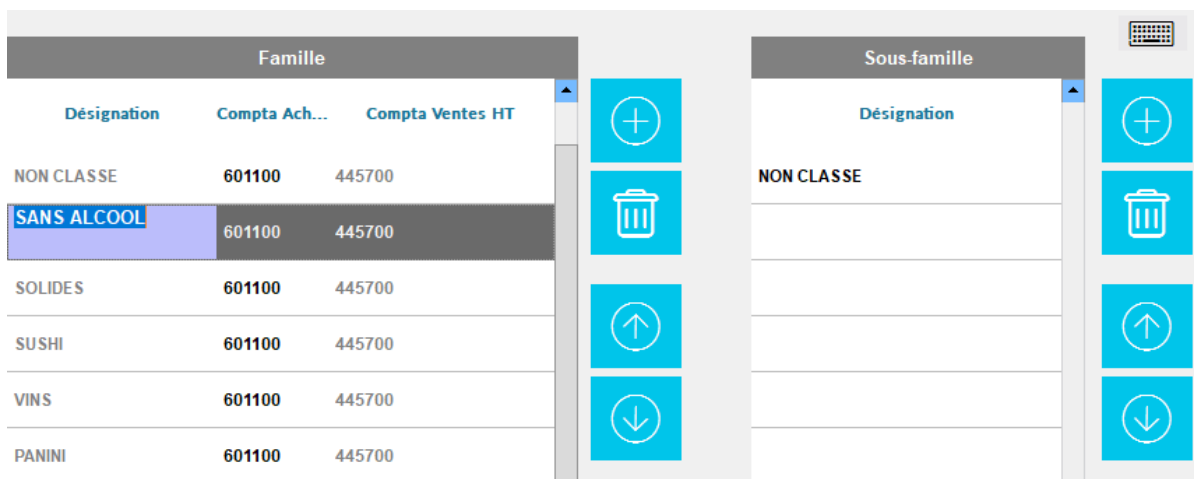 Famille
Sous-famille
Désignation Compta Ach... Compta Ventes HT
Désignation
NON CLASSE 601100 445700
NON CLASSE
SANS ALCOOL 601100 445700
SOLIDES 601100 445700
SUSHI 601100 445700
VINS 601100 445700
PANINI 601100 445700